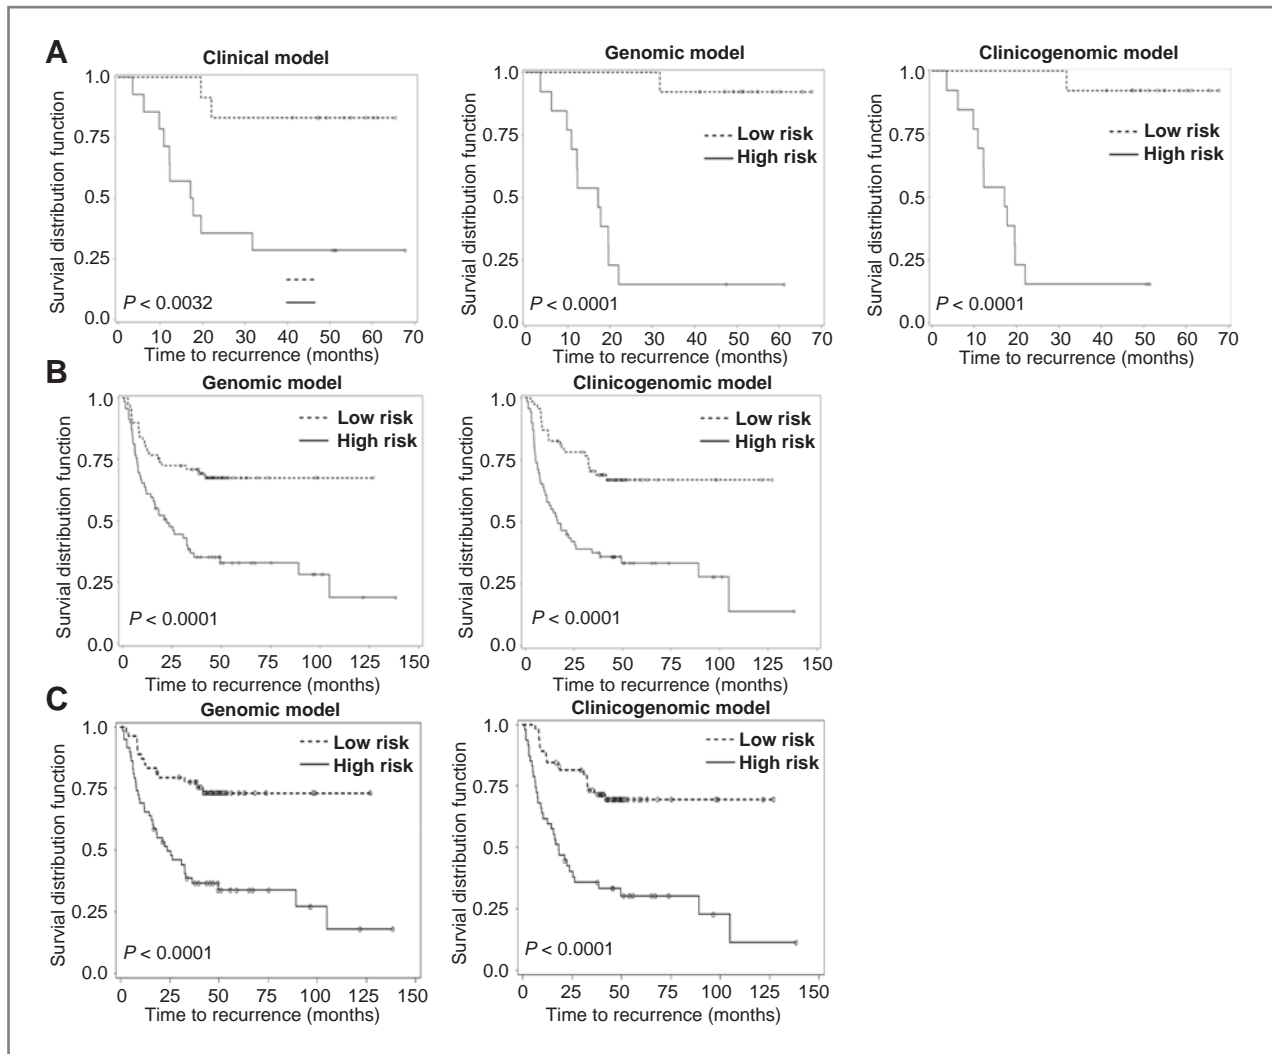 A
Clinical model
Survial distribution function
1.0
0.75
0.5
0.25
0.0
P < 0.0032
0 10 20 30 40 50 60 70
Time to recurrence (months)
Genomic model
Survial distribution function
1.0
0.75
0.5
0.25
0.0
Low risk
High risk
P < 0.0001
0 10 20 30 40 50 60 70
Time to recurrence (months)
Clinicogenomic model
Survial distribution function
1.0
0.75
0.5
0.25
0.0
Low risk
High risk
P < 0.0001
0 10 20 30 40 50 60 70
Time to recurrence (months)
B
Genomic model
Survial distribution function
1.0
0.75
0.5
0.25
0.0
Low risk
High risk
P < 0.0001
0 25 50 75 100 125 150
Time to recurrence (months)
Clinicogenomic model
Survial distribution function
1.0
0.75
0.5
0.25
0.0
Low risk
High risk
P < 0.0001
0 25 50 75 100 125 150
Time to recurrence (months)
C
Genomic model
Survial distribution function
1.0
0.75
0.5
0.25
0.0
Low risk
High risk
P < 0.0001
0 25 50 75 100 125 150
Time to recurrence (months)
Clinicogenomic model
Survial distribution function
1.0
0.75
0.5
0.25
0.0
Low risk
High risk
P < 0.0001
0 25 50 75 100 125 150
Time to recurrence (months)